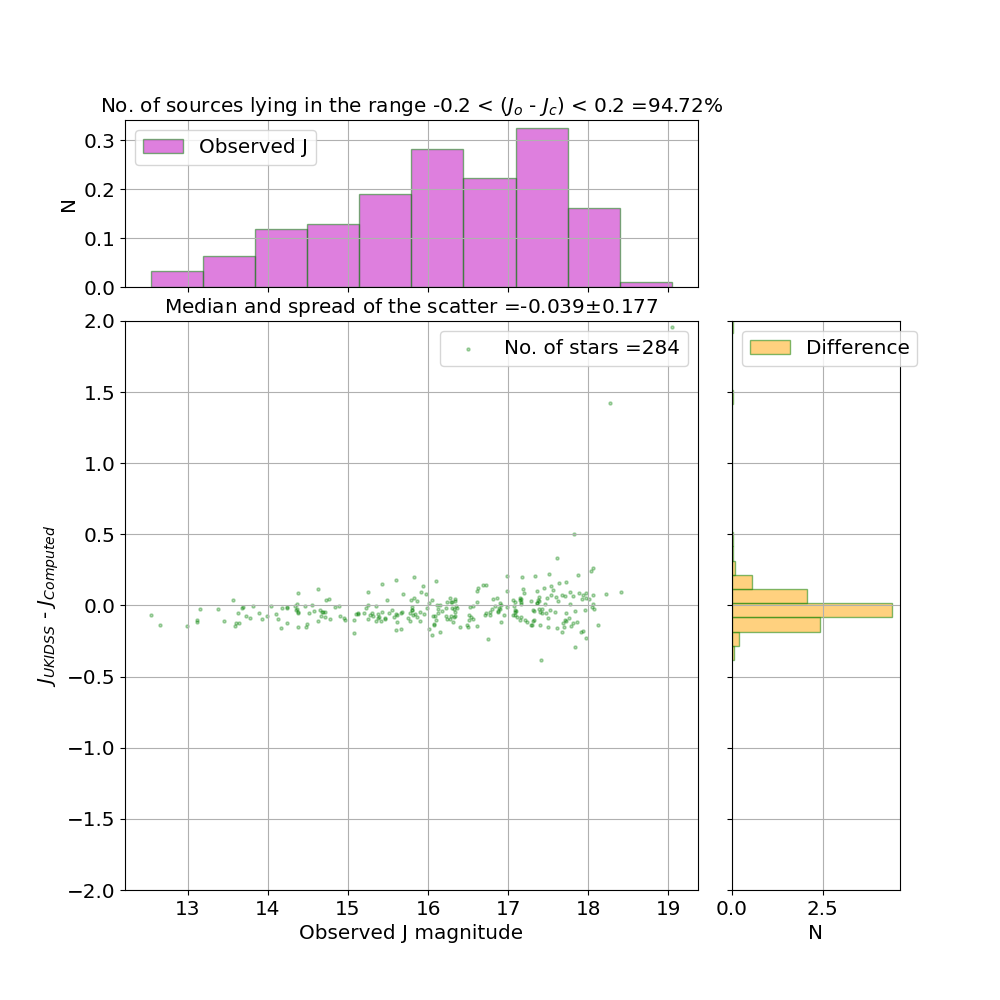 No. of sources lying in the range -0.2 < (J_o - J_c) < 0.2 =94.72%
Observed J
N
0.3
0.2
0.1
0.0
Median and spread of the scatter =-0.039±0.177
No. of stars =284
Difference
J_UKIDSS - J_Computed
2.0
1.5
1.0
0.5
0.0
−0.5
−1.0
−1.5
−2.0
13 14 15 16 17 18 19
Observed J magnitude
0.0 2.5
N